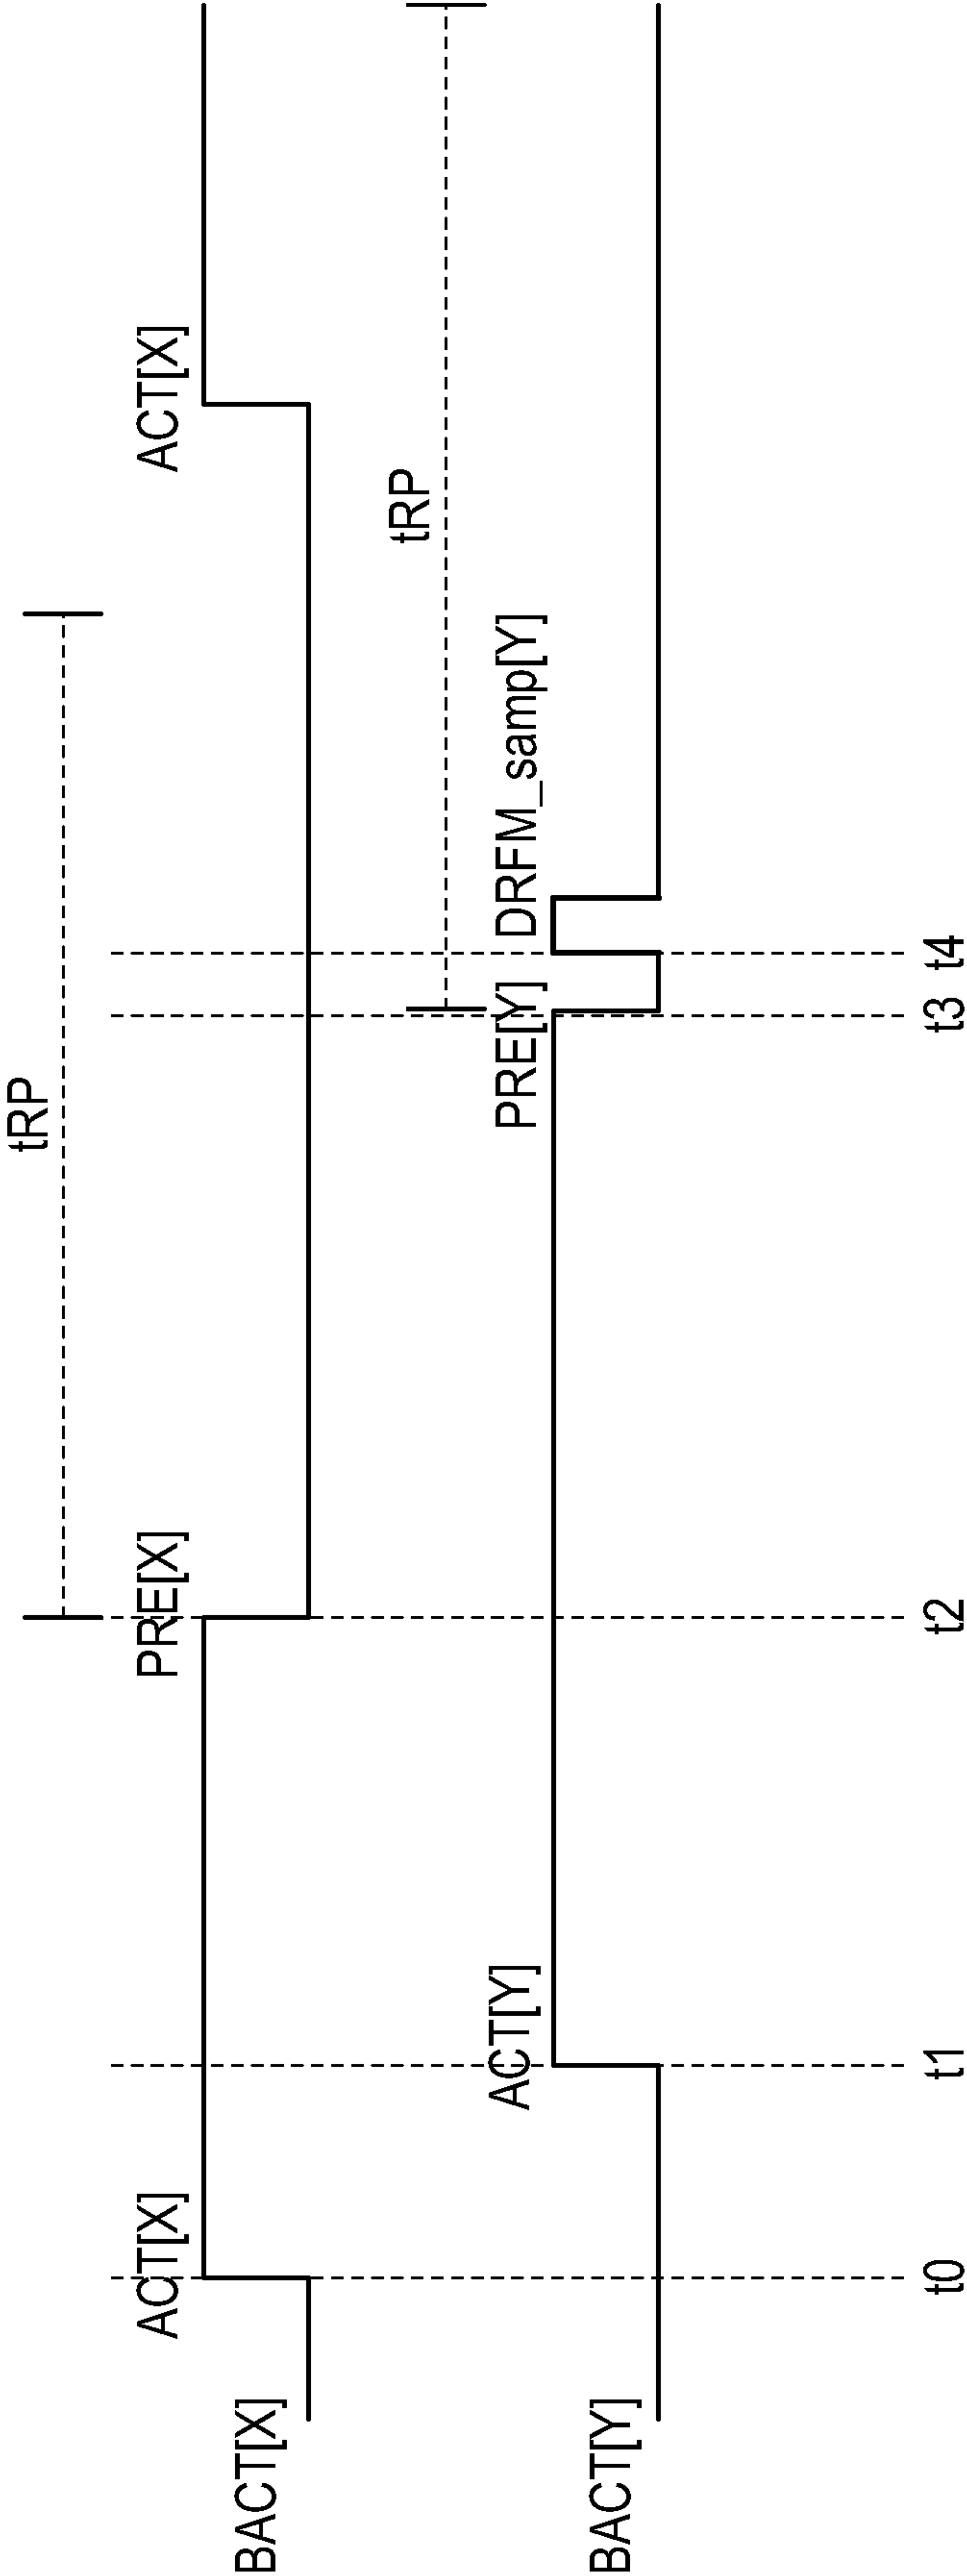 tRP
ACT[X]
PRE[X]
ACT[X]
BACT[X]
tRP
ACT[Y]
PRE[Y]
DRFM_samp[Y]
BACT[Y]
t0
t1
t2
t3
t4